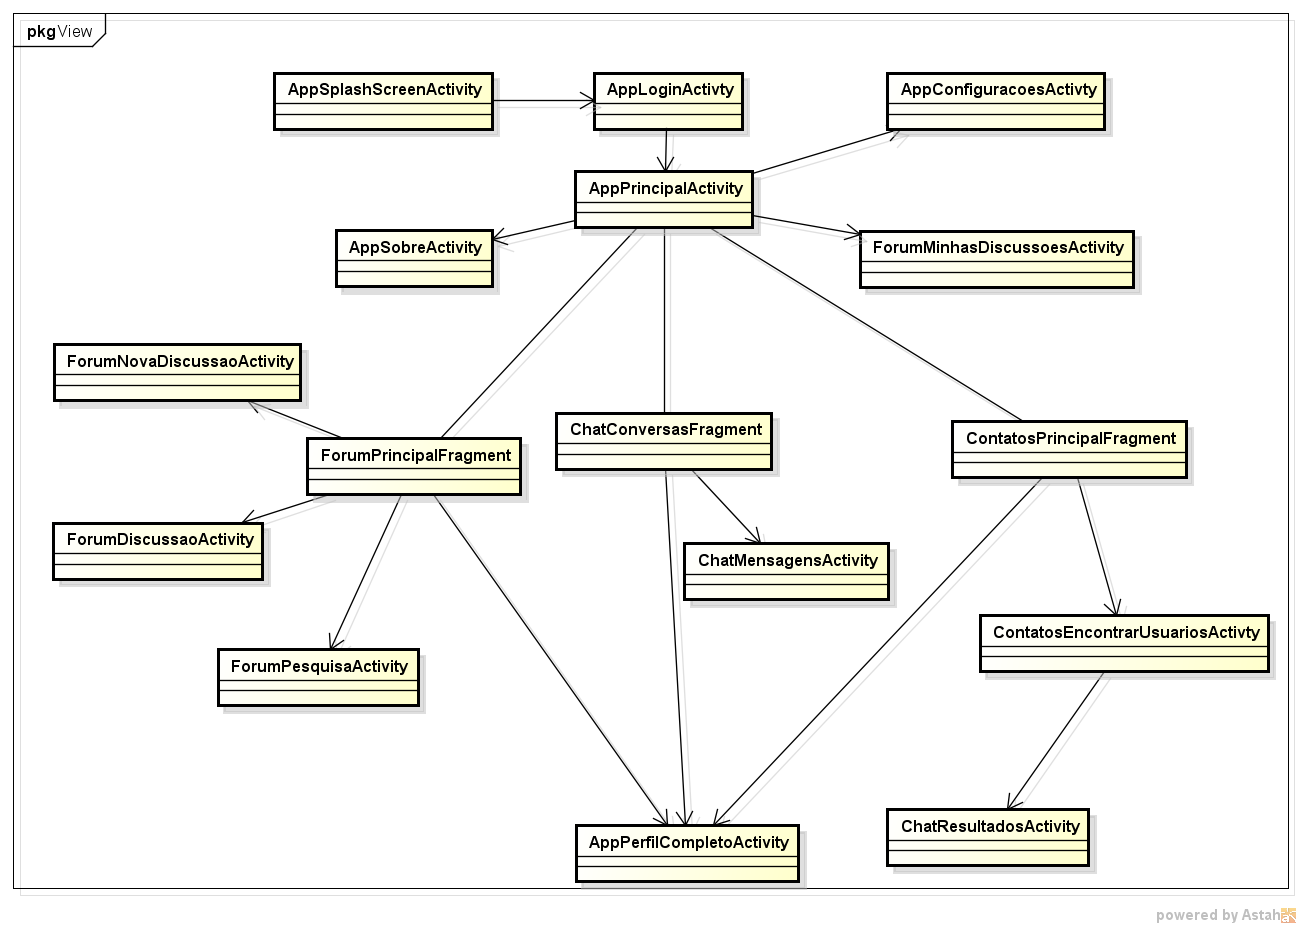 pkg View
AppSplashScreenActivity
AppLoginActivty
AppConfiguracoesActivty
AppPrincipalActivity
AppSobreActivity
ForumMinhasDiscussoesActivity
ForumNovaDiscussaoActivity
ChatConversasFragment
ContatosPrincipalFragment
ForumPrincipalFragment
ForumDiscussaoActivity
ChatMensagensActivity
ContatosEncontrarUsuariosActivty
ForumPesquisaActivity
ChatResultadosActivity
AppPerfilCompletoActivity
powered by Astah